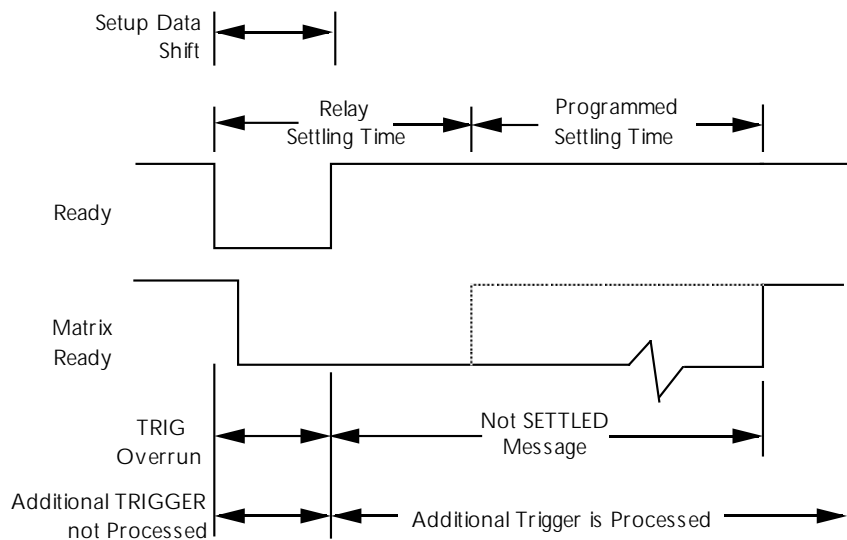 Setup Data
Shift
Relay
Settling Time
Programmed
Settling Time
Ready
Matrix
Ready
TRIG
Overrun
Not SETTLED
Message
Additional TRIGGER
not Processed
Additional Trigger is Processed